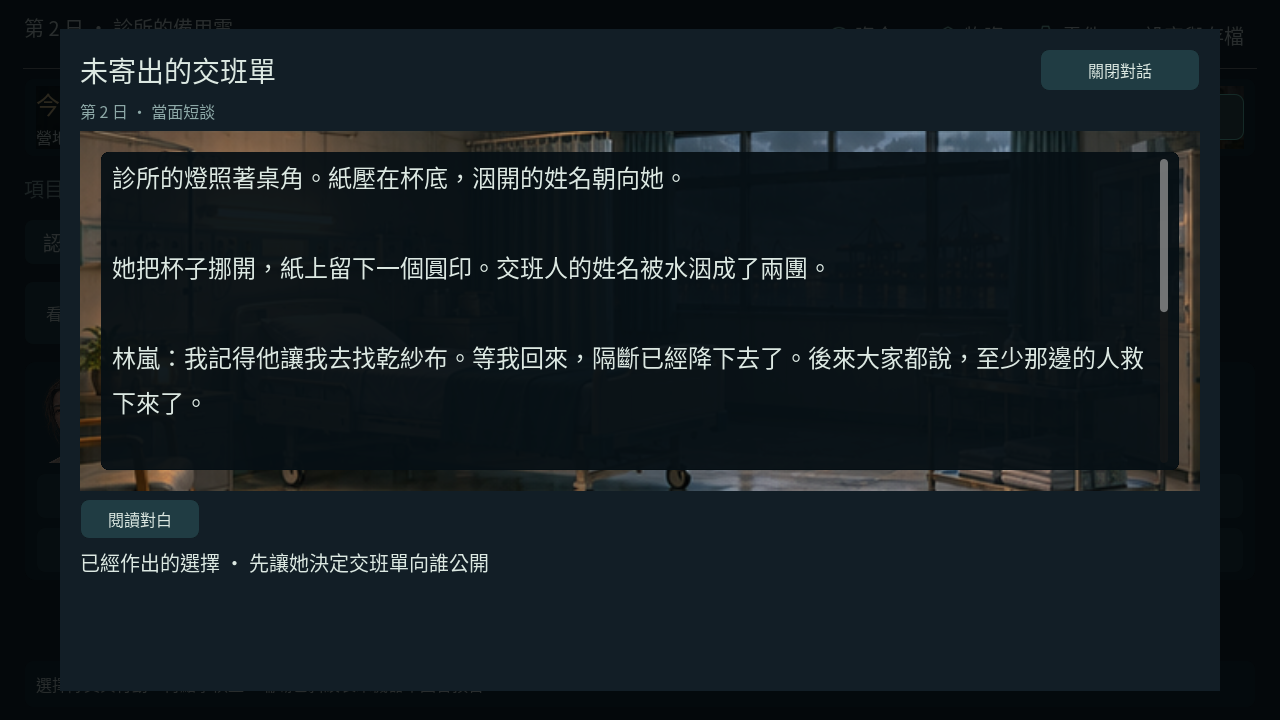 第 2 日 · 診所的備用電
未寄出的交班單
關閉對話
第 2 日 · 當面短談
診所的燈照著桌角。紙壓在杯底，洇開的姓名朝向她。
她把杯子挪開，紙上留下一個圓印。交班人的姓名被水洇成了兩團。
林嵐：我記得他讓我去找乾紗布。等我回來，隔斷已經降下去了。後來大家都說，至少那邊的人救
下來了。
閱讀對白
已經作出的選擇 · 先讓她決定交班單向誰公開